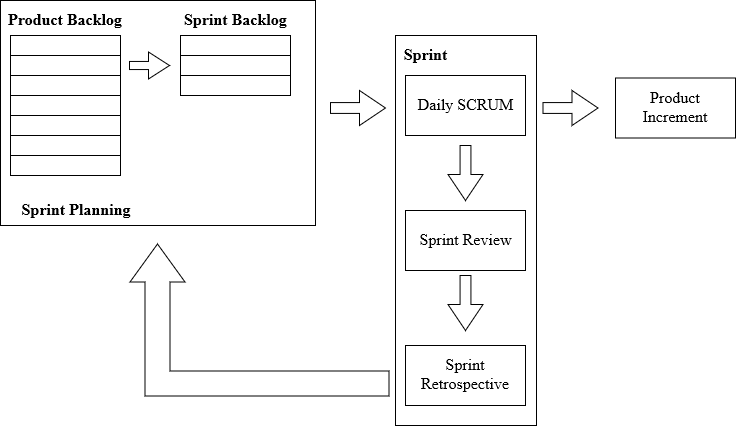 Product Backlog
Sprint Backlog
Sprint Planning
Sprint
Daily SCRUM
Sprint Review
Sprint
Retrospective
Product
Increment